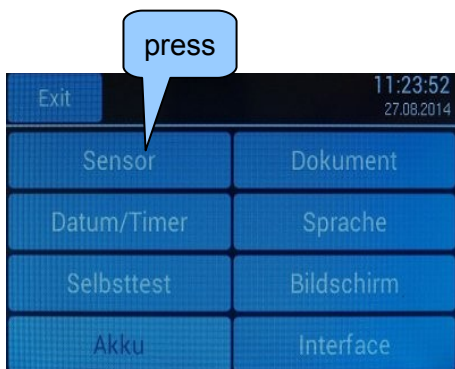 press
Exit
11:23:52
27.08.2014
Sensor
Dokument
Datum/Timer
Sprache
Selbsttest
Bildschirm
Akku
Interface